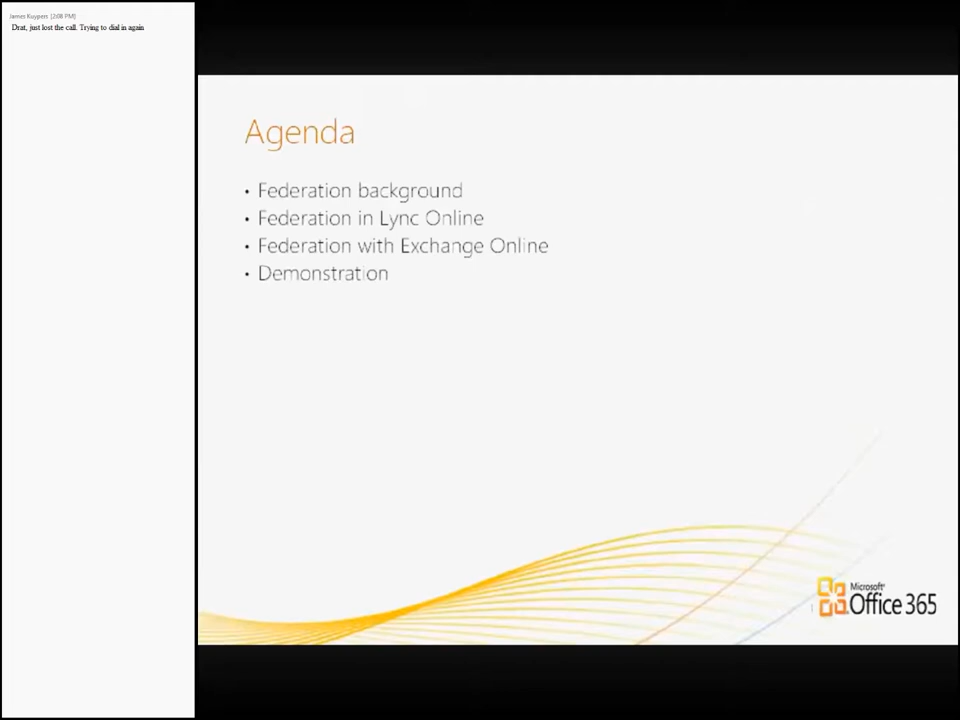 James Kuypers [2:08 PM]
Drat, just lost the call. Trying to dial in again
Agenda
• Federation background
• Federation in Lync Online
• Federation with Exchange Online
• Demonstration
Microsoft®
Office 365